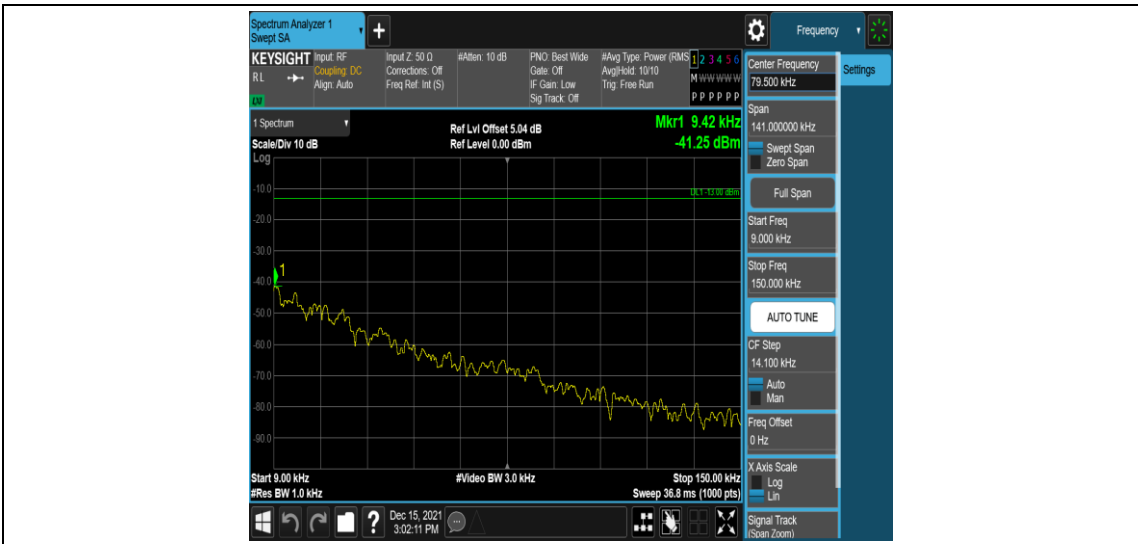 Spectrum Analyzer 1
Swept SA
+
Frequency
KEYSIGHT
RL
LXI
Input: RF
Coupling: DC
Align: Auto
Input Z: 50 Ω
Corrections: Off
Freq Ref: Int (S)
#Atten: 10 dB
PNO: Best Wide
Gate: Off
IF Gain: Low
Sig Track: Off
#Avg Type: Power (RMS
Avg|Hold: 10/10
Trig: Free Run
1 2 3 4 5 6
M W W W W W
P P P P P P
1 Spectrum
Scale/Div 10 dB
Log
Ref Lvl Offset 5.04 dB
Ref Level 0.00 dBm
Mkr1 9.42 kHz
-41.25 dBm
DL1 -13.00 dBm
-10.0
-20.0
-30.0
-40.0
-50.0
-60.0
-70.0
-80.0
-90.0
1
Start 9.00 kHz
#Res BW 1.0 kHz
#Video BW 3.0 kHz
Stop 150.00 kHz
Sweep 36.8 ms (1000 pts)
Dec 15, 2021
3:02:11 PM
?
Center Frequency
79.500 kHz
Settings
Span
141.000000 kHz
Swept Span
Zero Span
Full Span
Start Freq
9.000 kHz
Stop Freq
150.000 kHz
AUTO TUNE
CF Step
14.100 kHz
Auto
Man
Freq Offset
0 Hz
X Axis Scale
Log
Lin
Signal Track
(Span Zoom)